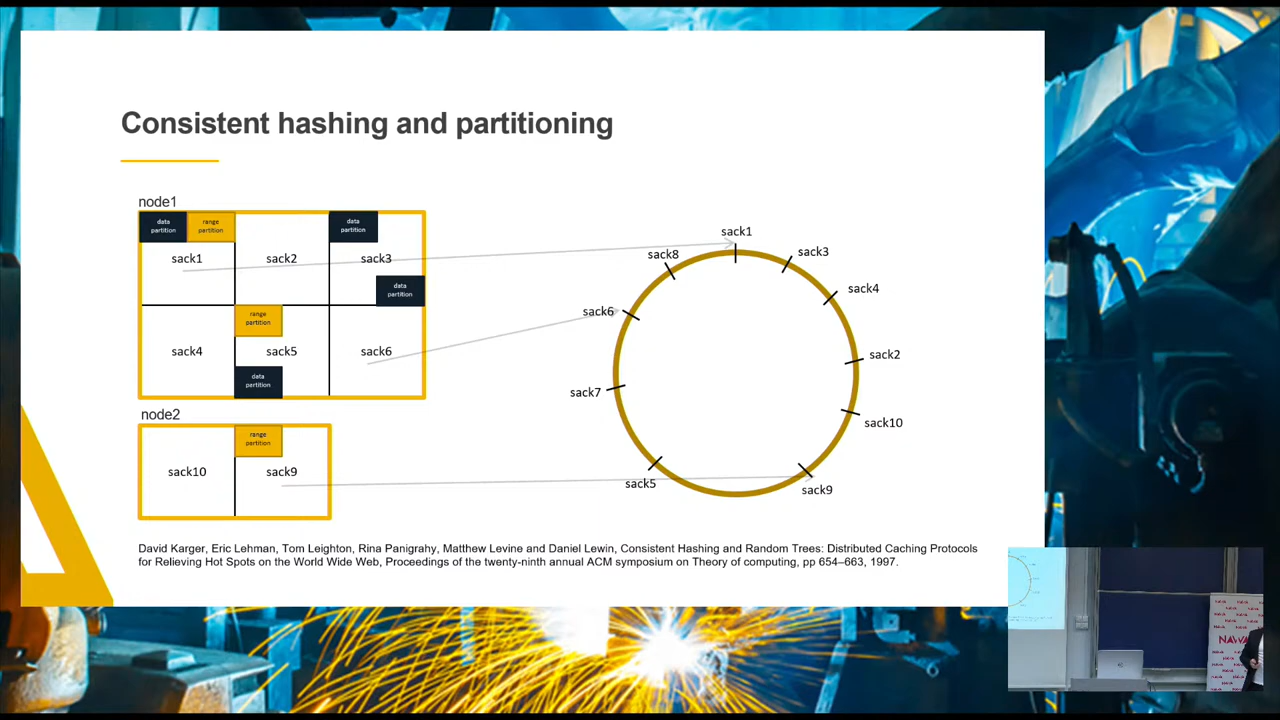 Consistent hashing and partitioning
node1
data
partition
range
partition
data
partition
sack1
sack2
sack3
data
partition
range
partition
sack4
sack5
sack6
data
partition
node2
range
partition
sack10
sack9
sack1
sack8
sack3
sack4
sack6
sack2
sack7
sack10
sack5
sack9
David Karger, Eric Lehman, Tom Leighton, Rina Panigrahy, Matthew Levine and Daniel Lewin, Consistent Hashing and Random Trees: Distributed Caching Protocols
for Relieving Hot Spots on the World Wide Web, Proceedings of the twenty-ninth annual ACM symposium on Theory of computing, pp 654–663, 1997.